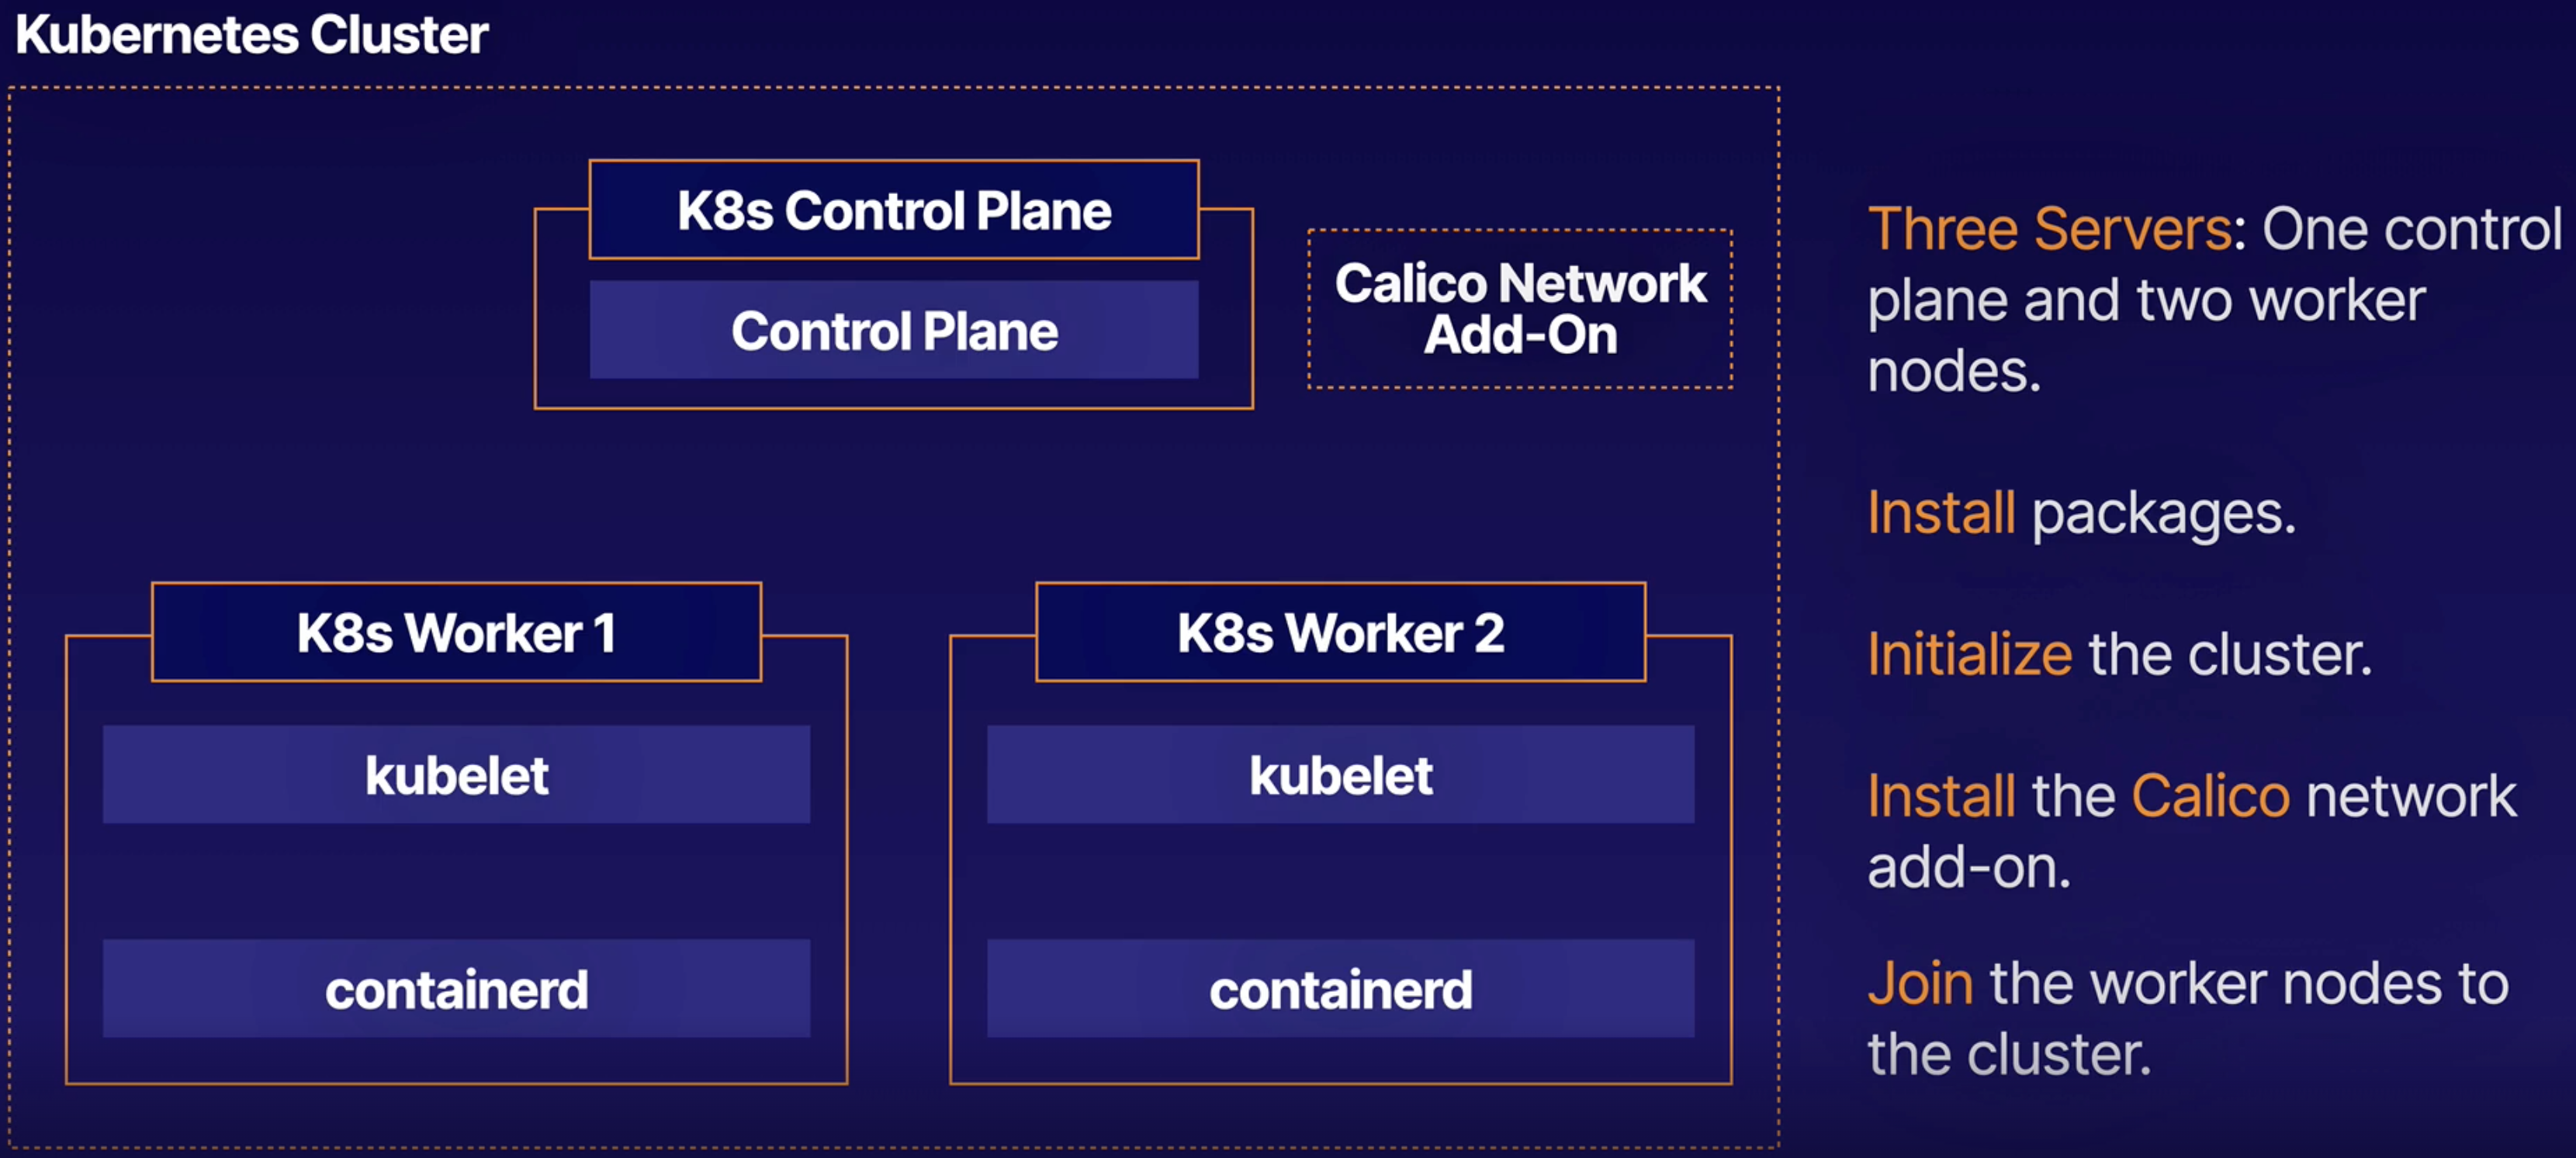 Kubernetes Cluster
K8s Control Plane
Control Plane
Calico Network
Add-On
K8s Worker 1
kubelet
containerd
K8s Worker 2
kubelet
containerd
Three Servers: One control
plane and two worker
nodes.
Install packages.
Initialize the cluster.
Install the Calico network
add-on.
Join the worker nodes to
the cluster.